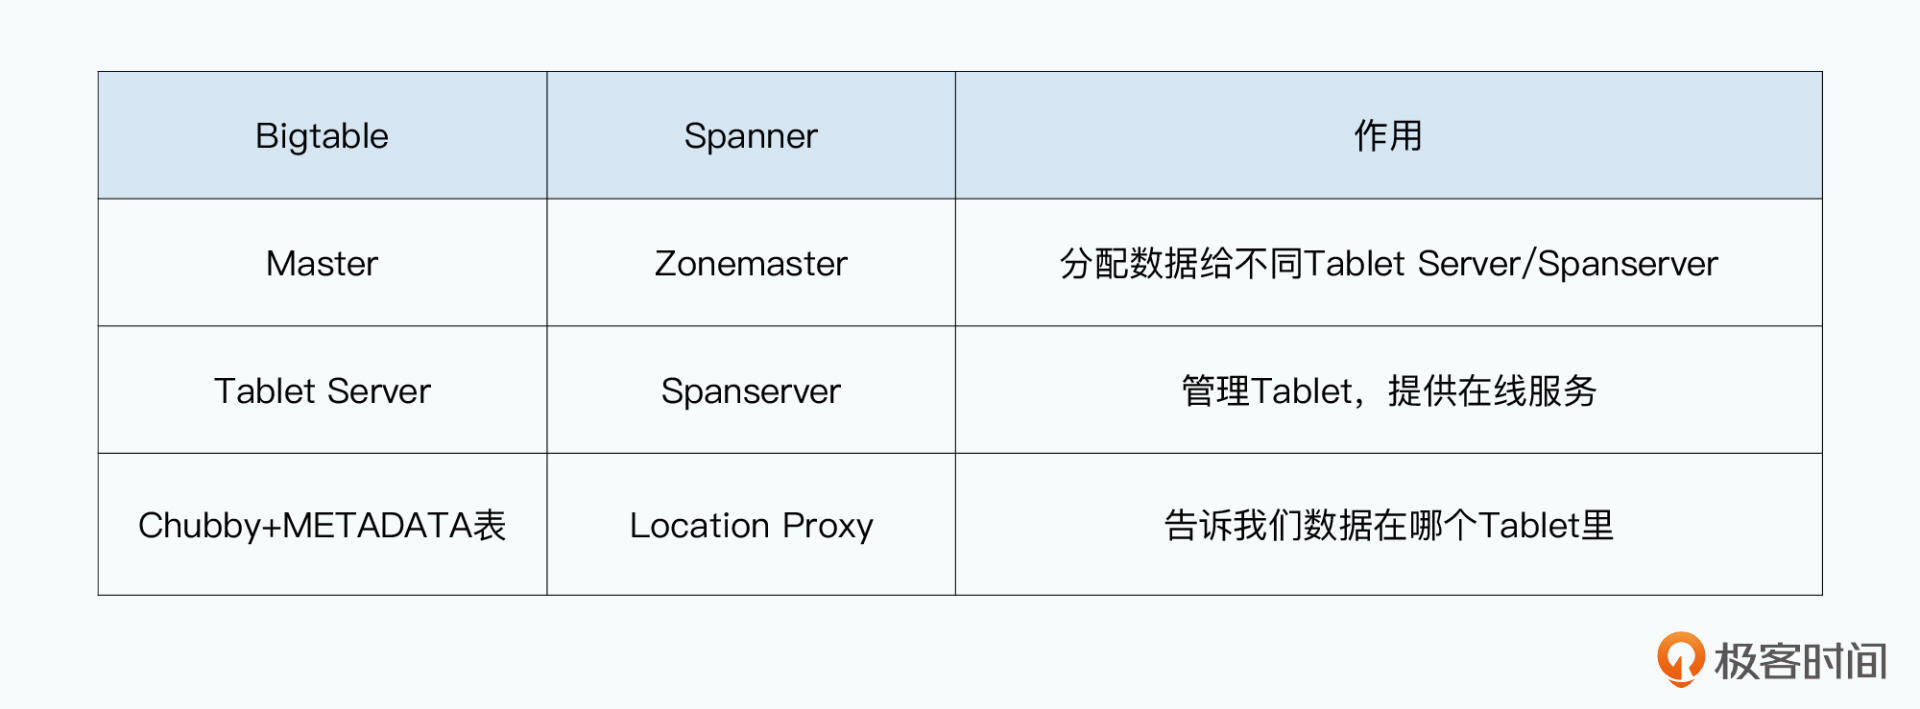 Bigtable
Spanner
作用
Master
Zonemaster
分配数据给不同Tablet Server/Spanserver
Tablet Server
Spanserver
管理Tablet，提供在线服务
Chubby+METADATA表
Location Proxy
告诉我们数据在哪个Tablet里
极客时间